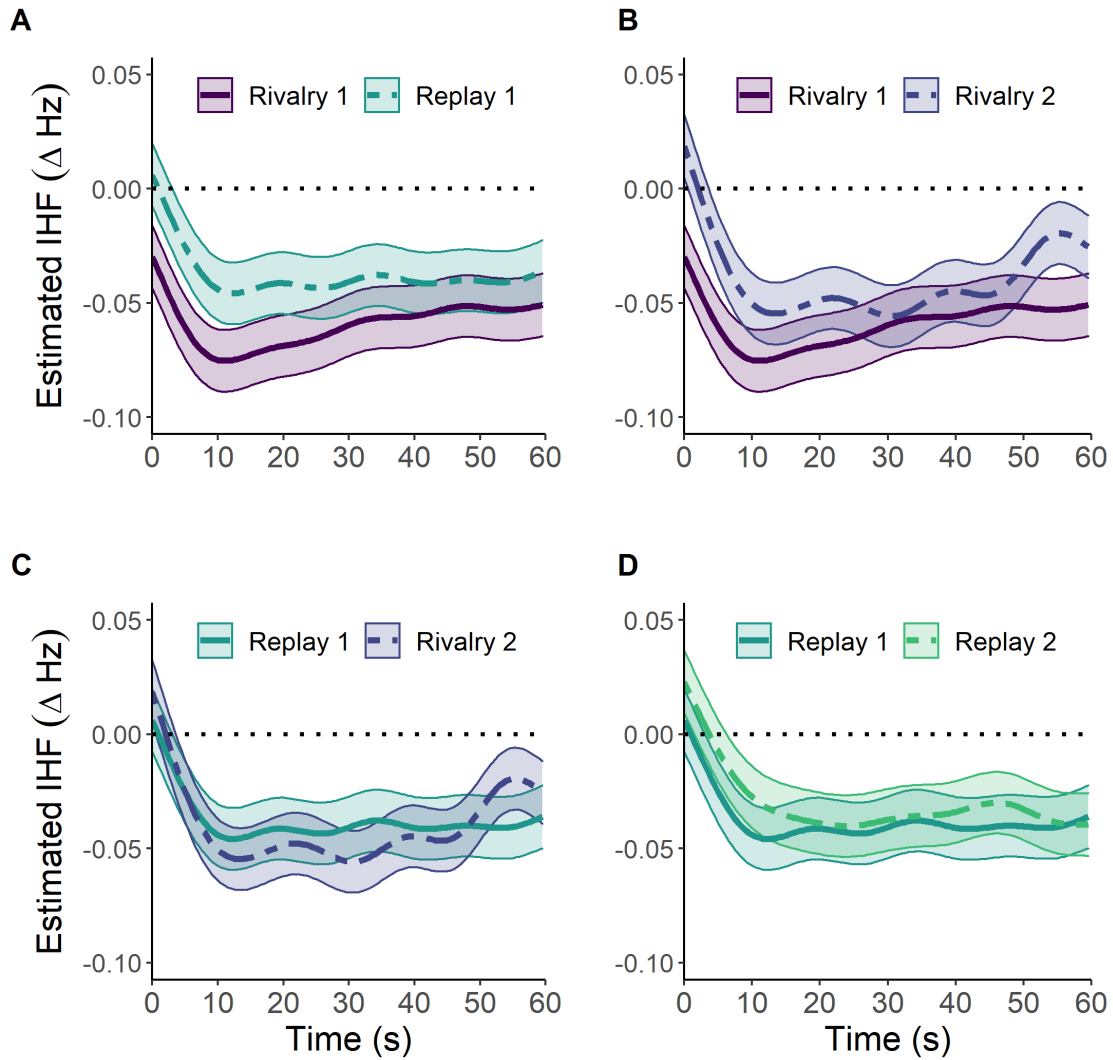 A
Estimated IHF (Δ Hz)
0.05
0.00
-0.05
-0.10
Rivalry 1
Replay 1
0 10 20 30 40 50 60
B
0.05
0.00
-0.05
-0.10
Rivalry 1
Rivalry 2
0 10 20 30 40 50 60
C
Estimated IHF (Δ Hz)
0.05
0.00
-0.05
-0.10
Replay 1
Rivalry 2
0 10 20 30 40 50 60
Time (s)
D
0.05
0.00
-0.05
-0.10
Replay 1
Replay 2
0 10 20 30 40 50 60
Time (s)